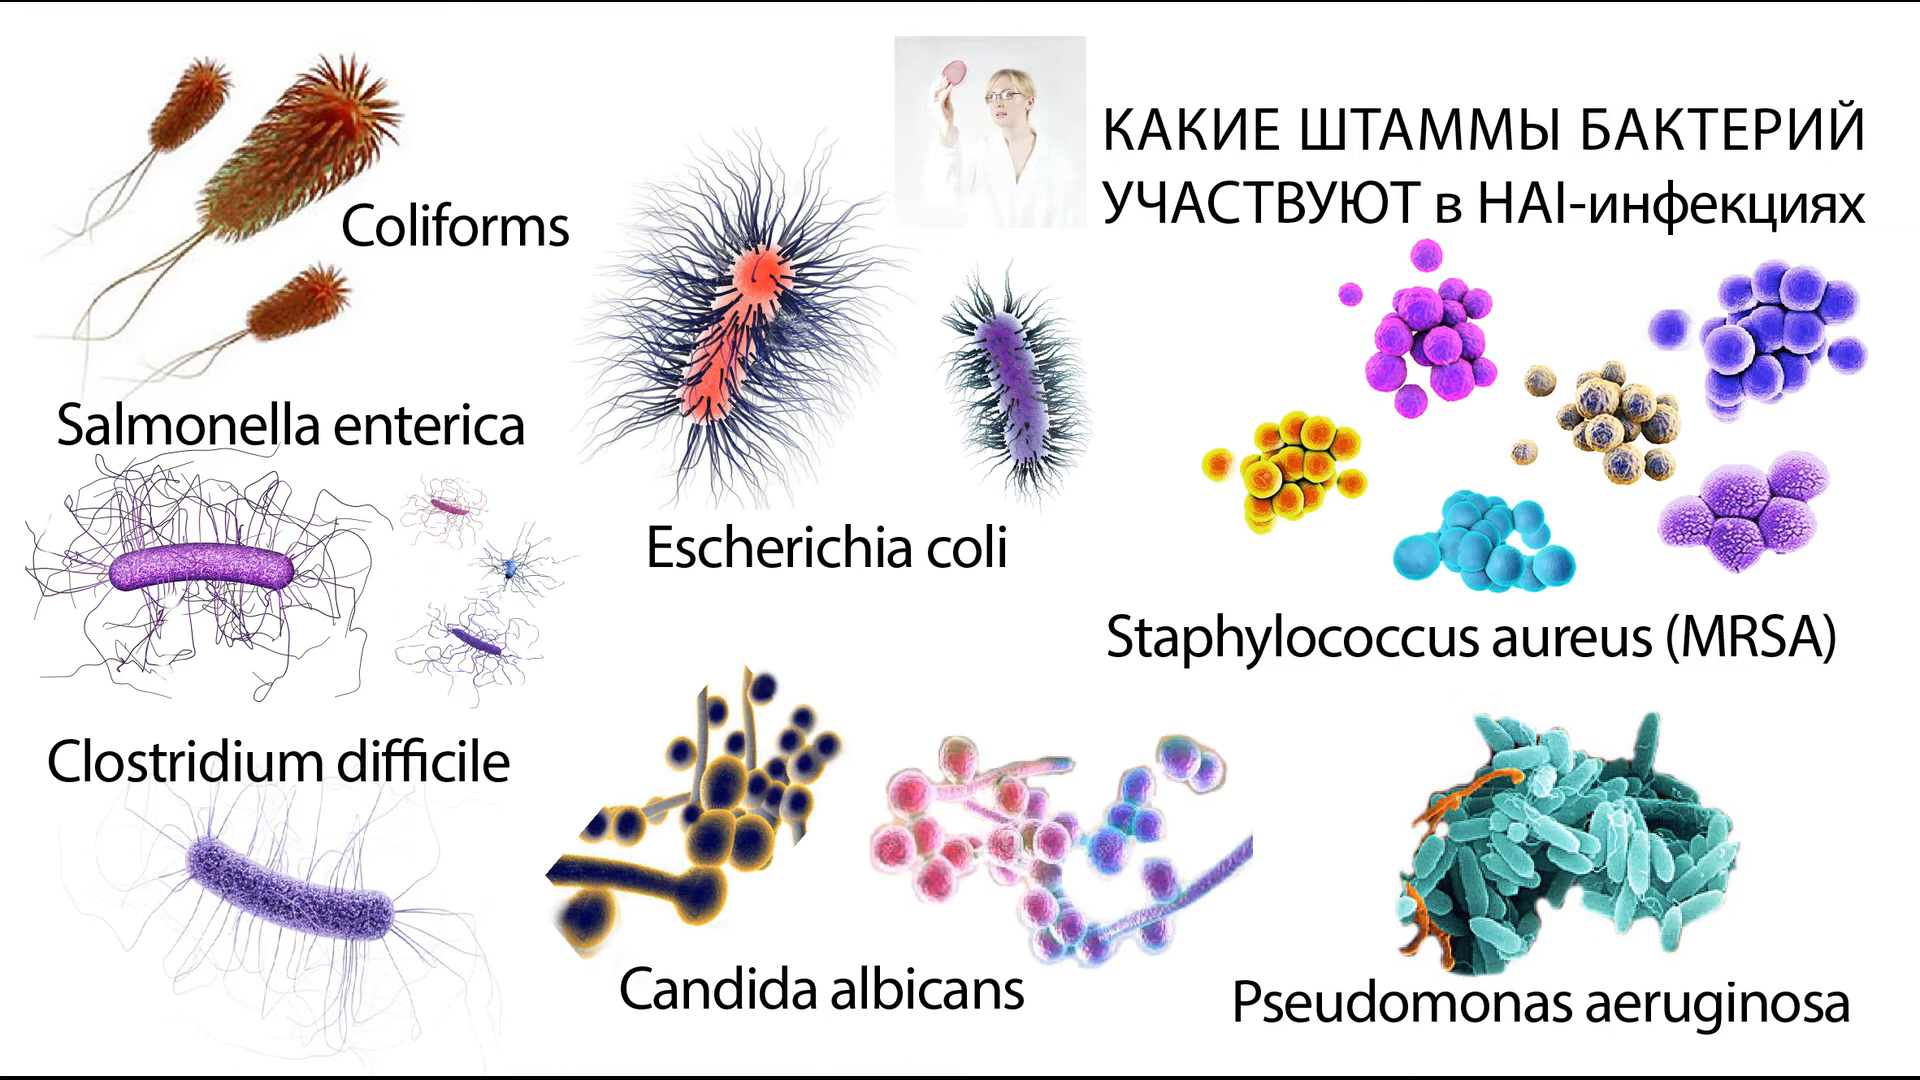 КАКИЕ ШТАММЫ БАКТЕРИЙ
УЧАСТВУЮТ в HAI-инфекциях
Coliforms
Salmonella enterica
Escherichia coli
Staphylococcus aureus (MRSA)
Clostridium difficile
Candida albicans
Pseudomonas aeruginosa